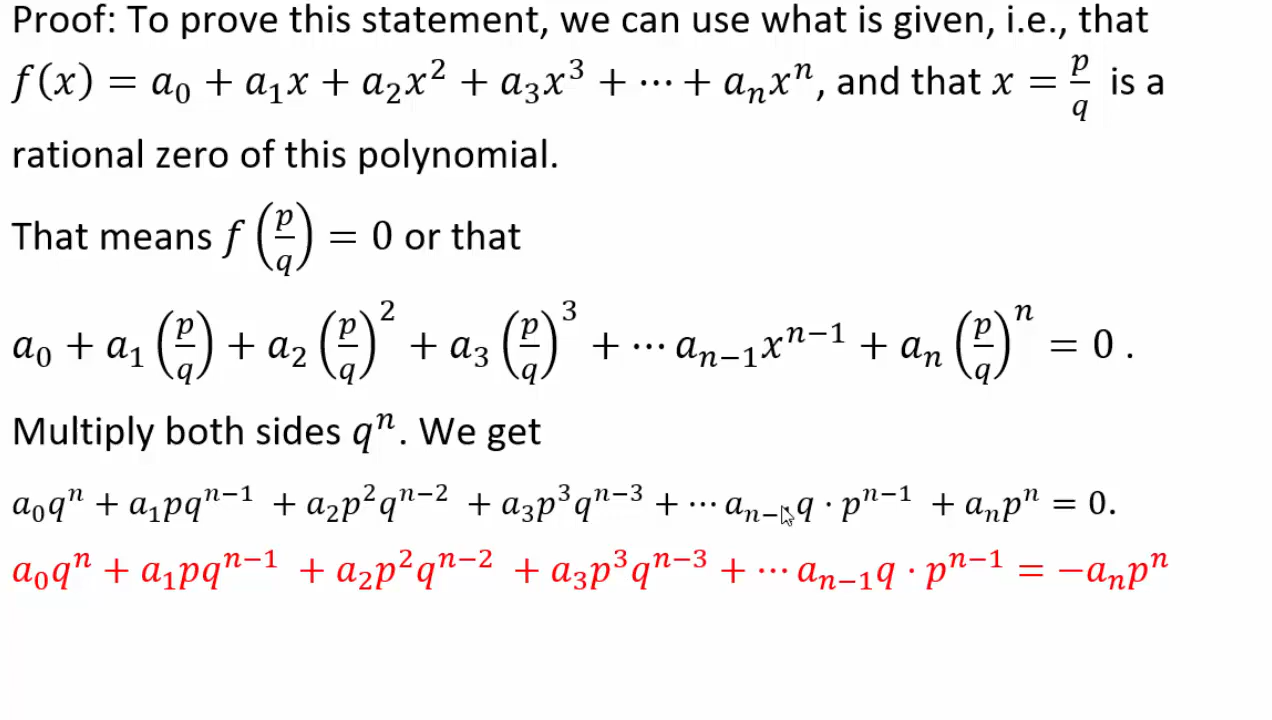 Proof: To prove this statement, we can use what is given, i.e., that
f(x) = a₀ + a₁x + a₂x² + a₃x³ + ⋯ + aₙxⁿ, and that x = p/q is a
rational zero of this polynomial.
That means f(p/q) = 0 or that
a₀ + a₁(p/q) + a₂(p/q)² + a₃(p/q)³ + ⋯ aₙ₋₁xⁿ⁻¹ + aₙ(p/q)ⁿ = 0 .
Multiply both sides qⁿ. We get
a₀qⁿ + a₁pqⁿ⁻¹ + a₂p²qⁿ⁻² + a₃p³qⁿ⁻³ + ⋯ aₙ₋q · pⁿ⁻¹ + aₙpⁿ = 0.
a₀qⁿ + a₁pqⁿ⁻¹ + a₂p²qⁿ⁻² + a₃p³qⁿ⁻³ + ⋯ aₙ₋₁q · pⁿ⁻¹ = −aₙpⁿ